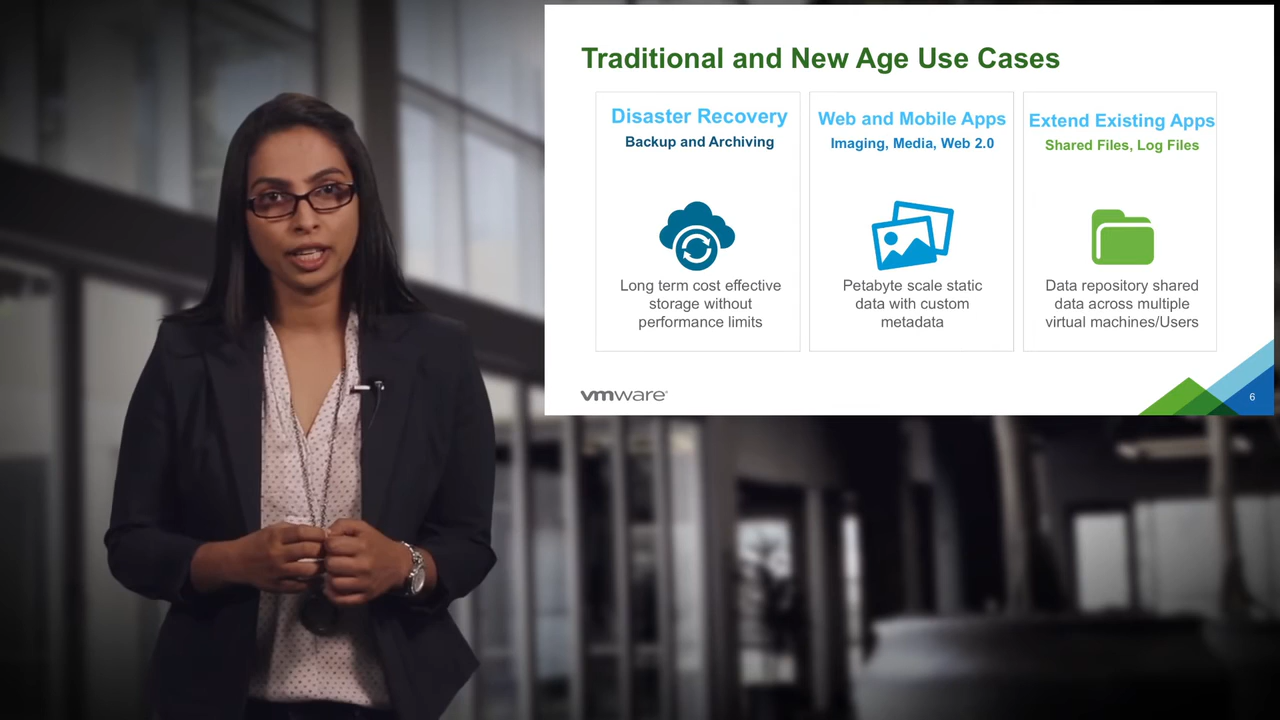 Traditional and New Age Use Cases
Disaster Recovery
Backup and Archiving
Long term cost effective
storage without
performance limits
Web and Mobile Apps
Imaging, Media, Web 2.0
Petabyte scale static
data with custom
metadata
Extend Existing Apps
Shared Files, Log Files
Data repository shared
data across multiple
virtual machines/Users
vmware®
6